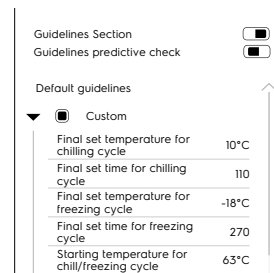 Guidelines Section
Guidelines predictive check
Default guidelines
Custom
Final set temperature for
chilling cycle
10°C
Final set time for chilling
cycle
110
Final set temperature for
freezing cycle
-18°C
Final set time for freezing
cycle
270
Starting temperature for
chill/freezing cycle
63°C